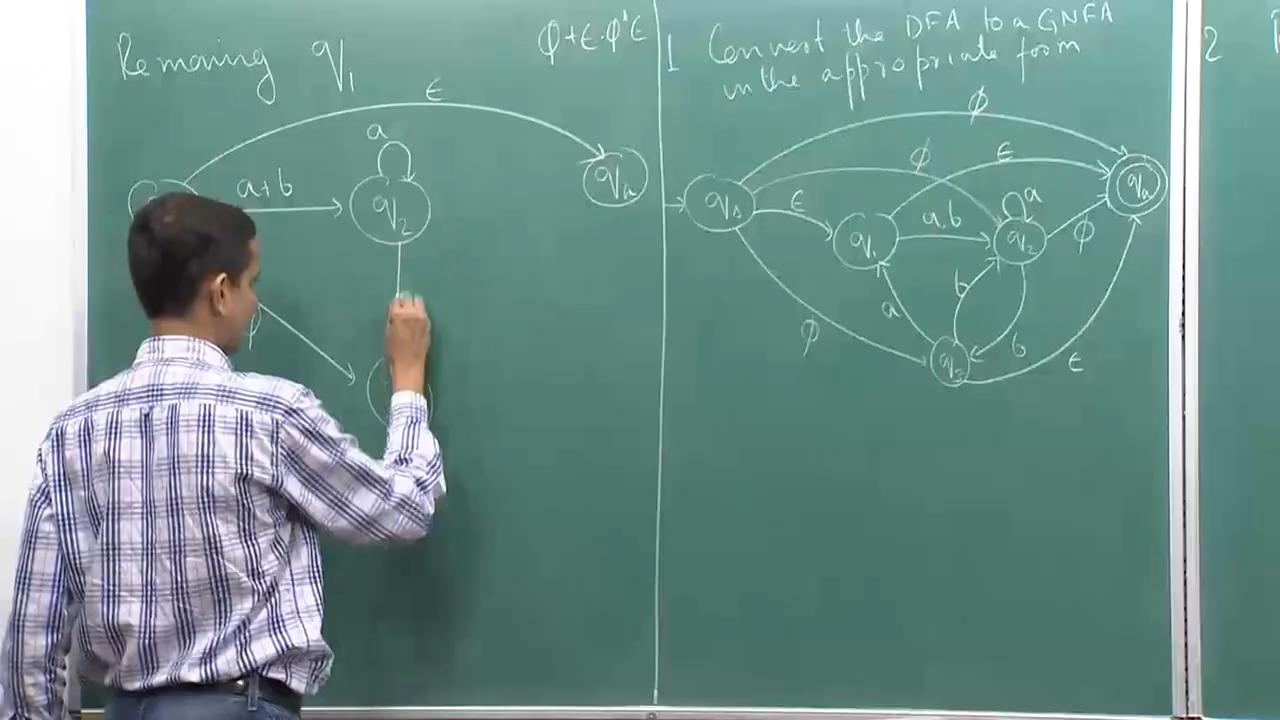 Removing q₁
ϕ+ϵ.ϕ*ϵ
ϵ
a
a+b
q₂
qₐ
ϕ
1 Convert the DFA to a GNFA
in the appropriate form
ϕ
ϕ
ϵ
qₛ
ϵ
q₁
a,b
a
q₂
ϕ
qₐ
ϕ
a
b
b
q₃
ϵ
2